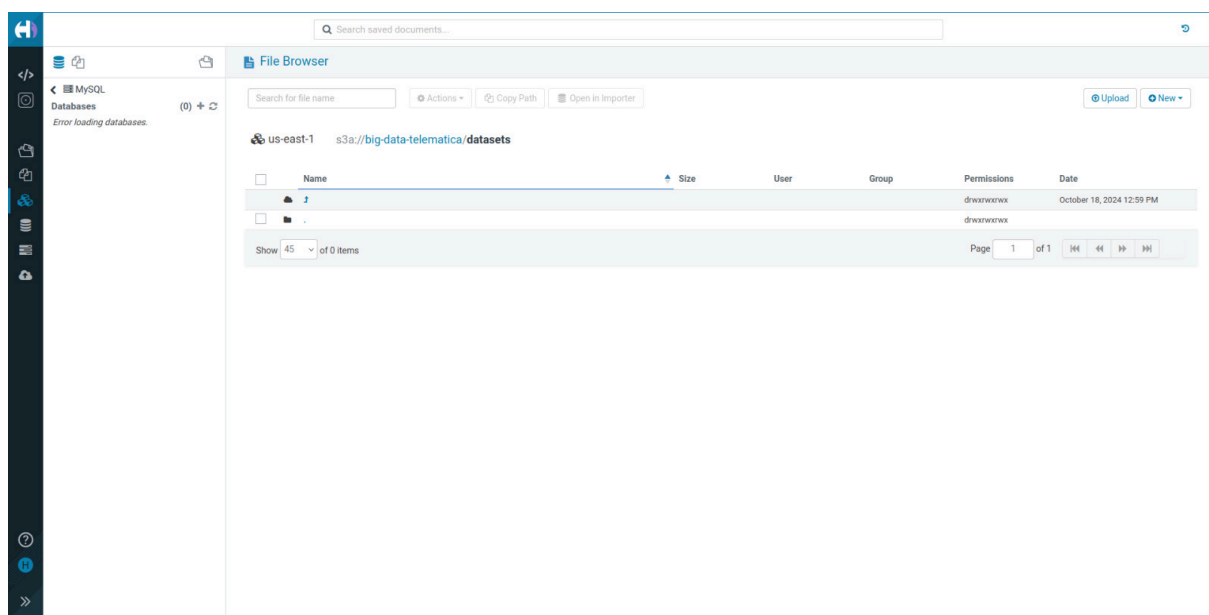 Search saved documents...
File Browser
MySQL
Databases (0)
Error loading databases.
Search for file name
Actions
Copy Path
Open in Importer
Upload
New
us-east-1 s3a://big-data-telematica/datasets
Name Size User Group Permissions Date
drwxrwxrwx October 18, 2024 12:59 PM
. drwxrwxrwx
Show 45 of 0 items
Page 1 of 1